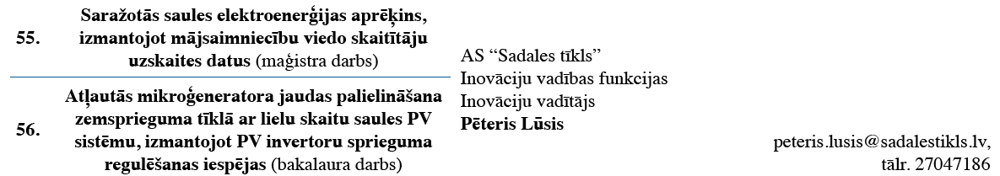 55.
Saražotās saules elektroenerģijas aprēķins,
izmantojot mājsaimniecību viedo skaitītāju
uzskaites datus (maģistra darbs)
56.
Atļautās mikroģeneratora jaudas palielināšana
zemsprieguma tīklā ar lielu skaitu saules PV
sistēmu, izmantojot PV invertoru sprieguma
regulēšanas iespējas (bakalaura darbs)
AS “Sadales tīkls”
Inovāciju vadības funkcijas
Inovāciju vadītājs
Pēteris Lūsis
peteris.lusis@sadalestikls.lv,
tālr. 27047186